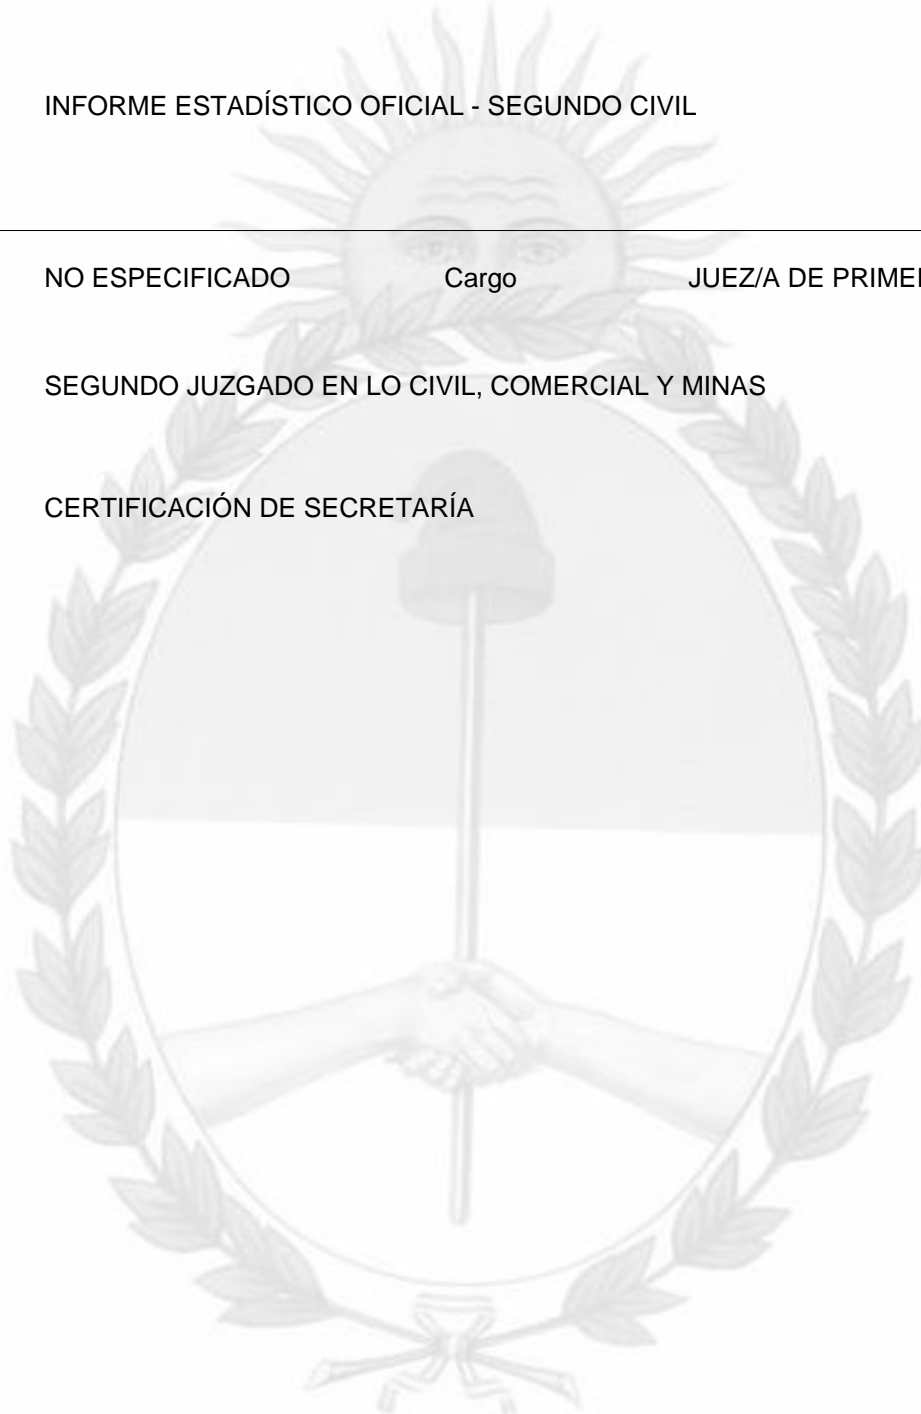 INFORME ESTADÍSTICO OFICIAL - SEGUNDO CIVIL
NO ESPECIFICADO Cargo JUEZ/A DE
SEGUNDO JUZGADO EN LO CIVIL, COMERCIAL Y MINAS
CERTIFICACIÓN DE SECRETARÍA